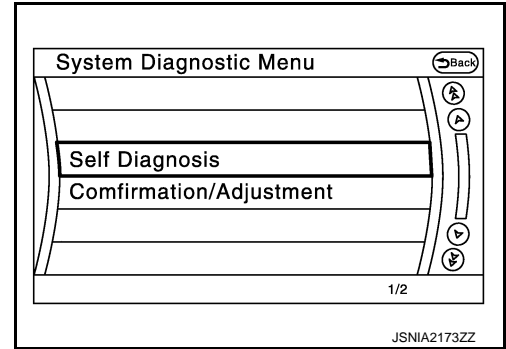 System Diagnostic Menu
Back
Self Diagnosis
Comfirmation/Adjustment
1/2
JSNIA2173ZZ